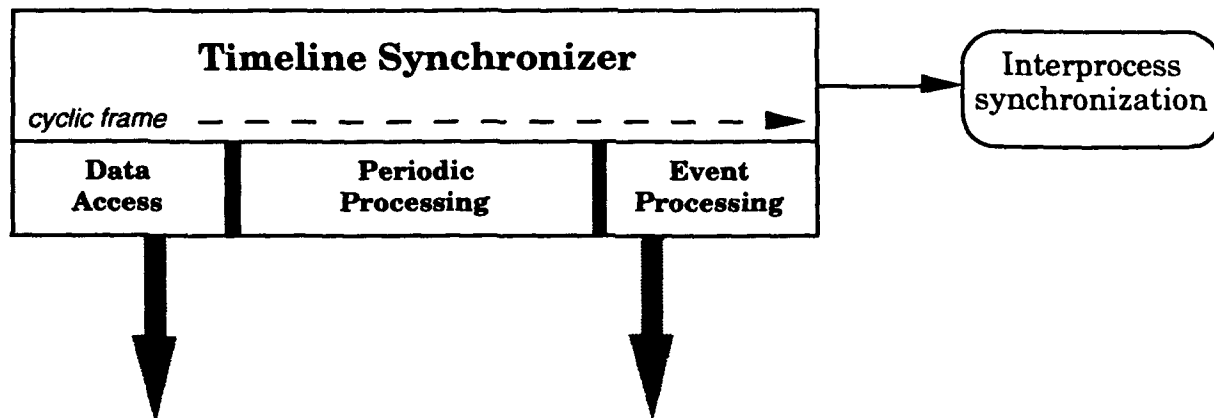 Timeline Synchronizer
Interprocess
synchronization
cyclic frame
Data
Access
Periodic
Processing
Event
Processing